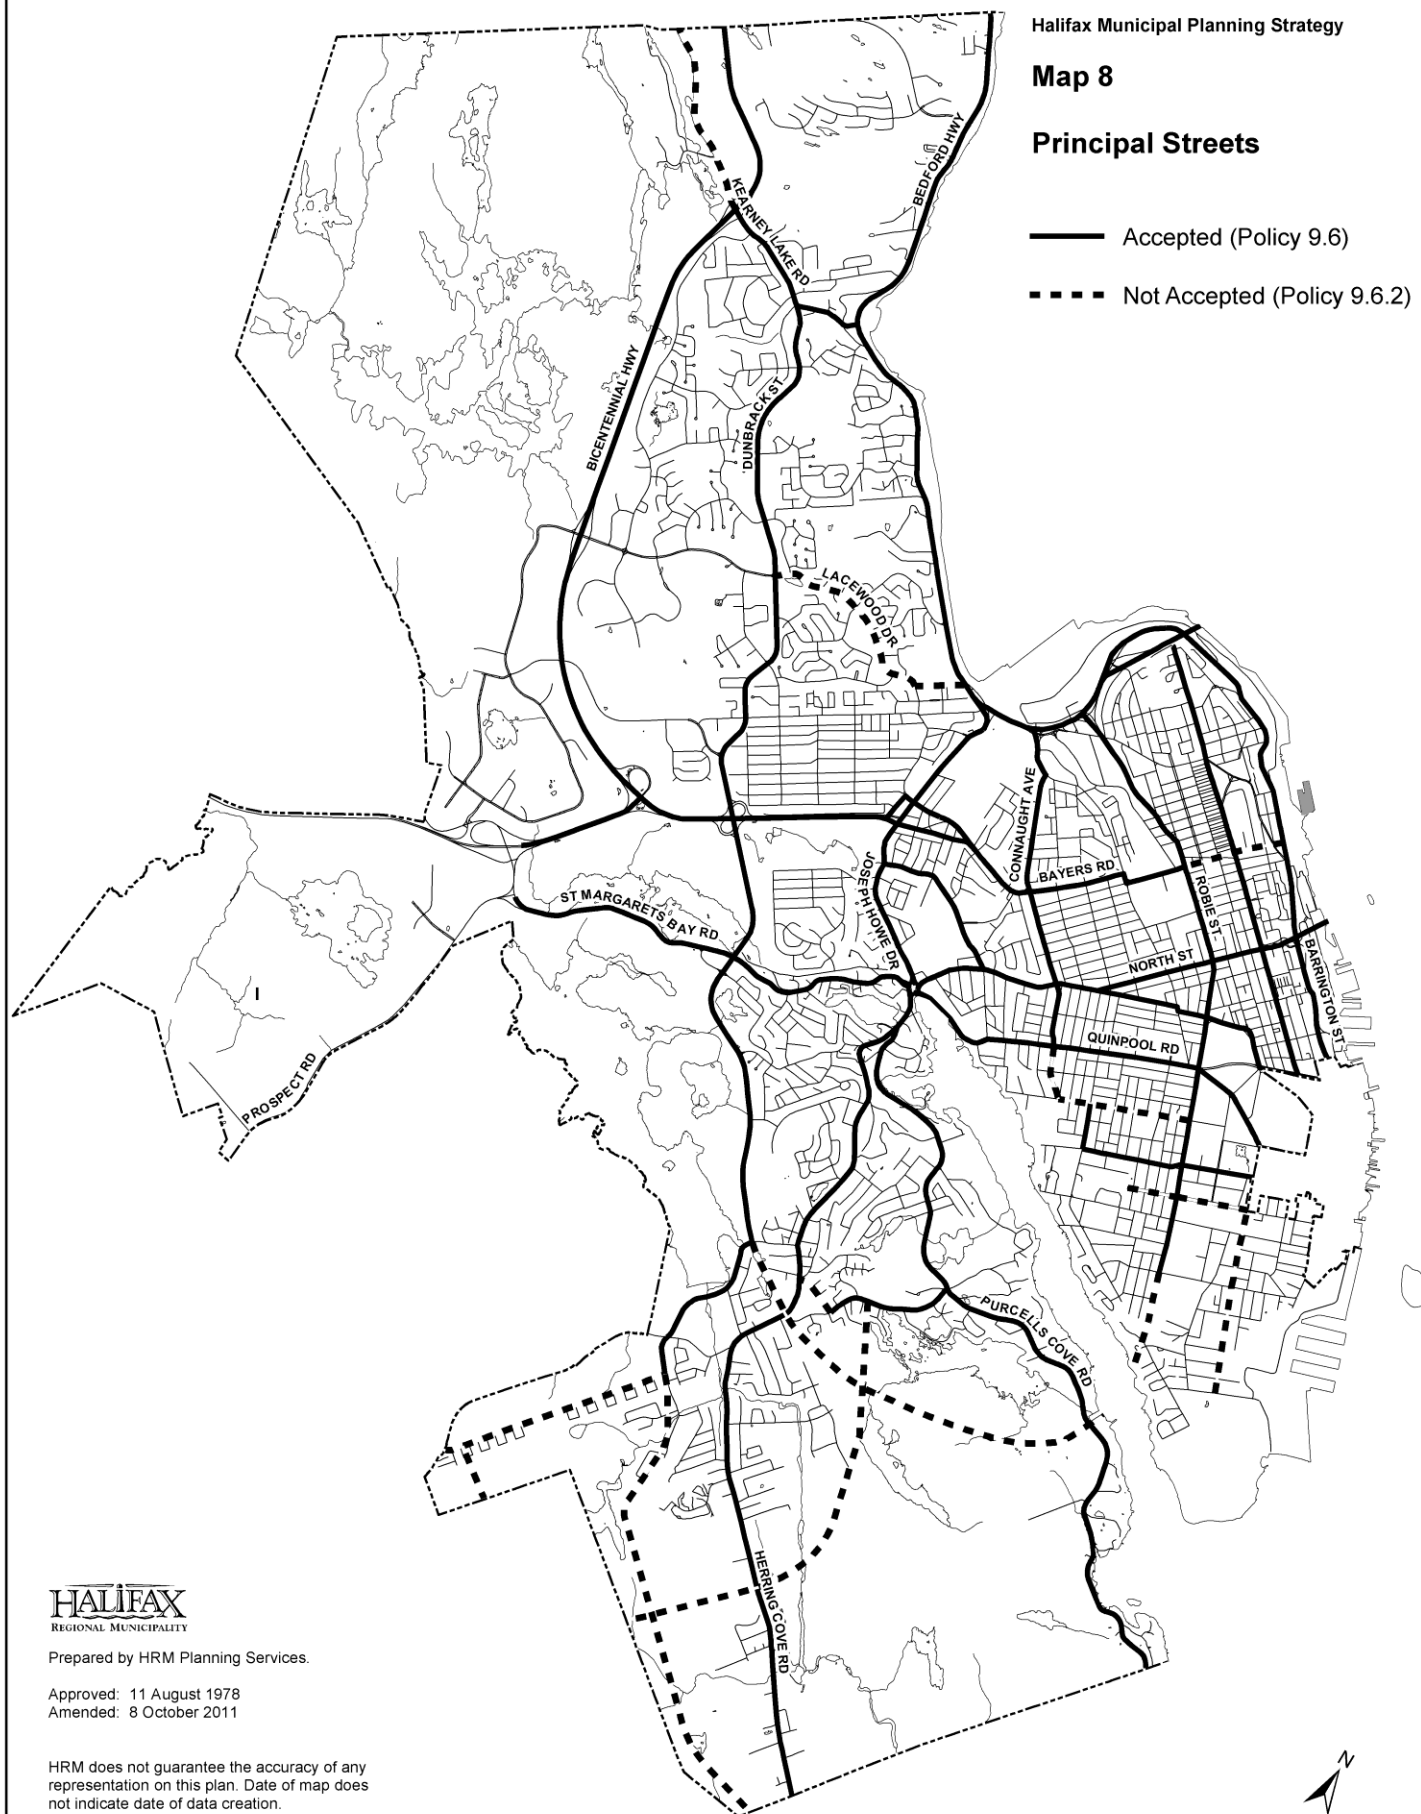 Halifax Municipal Planning Strategy
Map 8
Principal Streets
Accepted (Policy 9.6)
Not Accepted (Policy 9.6.2)
BEDFORD HWY
KEARNEY LAKE RD
BICENTENNIAL HWY
DUNBRACK ST
LACEWOOD DR
CONNAUGHT AVE
BAYERS RD
JOSEPH HOWE DR
ROBIE ST
ST MARGARETS BAY RD
NORTH ST
BARRINGTON ST
QUINPOOL RD
PROSPECT RD
PURCELLS COVE RD
HERRING COVE RD
HALIFAX
REGIONAL MUNICIPALITY
Prepared by HRM Planning Services.
Approved: 11 August 1978
Amended: 8 October 2011
HRM does not guarantee the accuracy of any
representation on this plan. Date of map does
not indicate date of data creation.
N